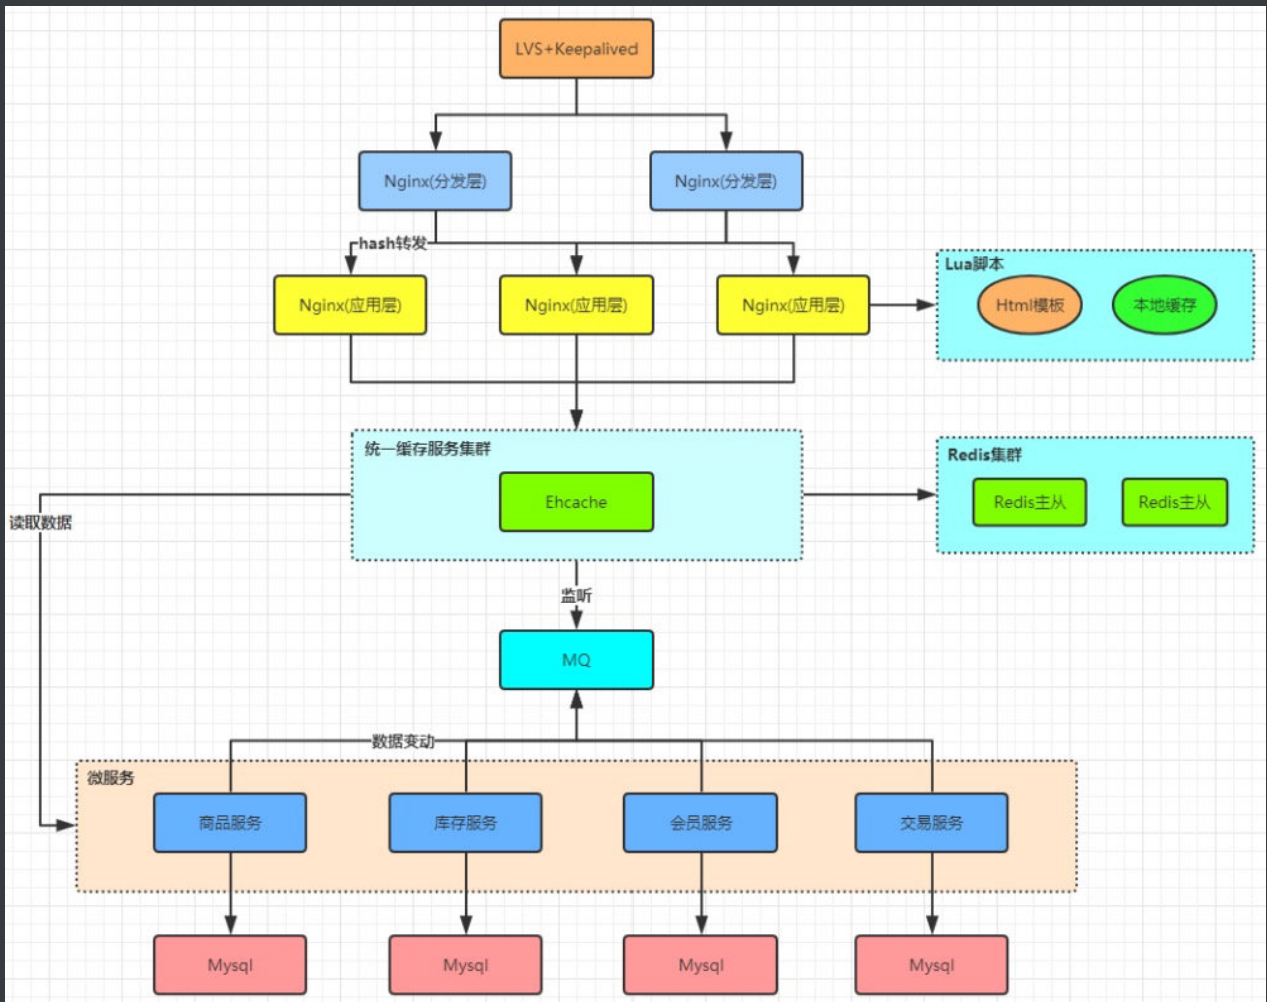 LVS+Keepalived
Nginx(分发层)
Nginx(分发层)
hash转发
Nginx(应用层)
Nginx(应用层)
Nginx(应用层)
Lua脚本
Html模板
本地缓存
统一缓存服务集群
Ehcache
Redis集群
Redis主从
Redis主从
读取数据
监听
MQ
数据变动
微服务
商品服务
库存服务
会员服务
交易服务
Mysql
Mysql
Mysql
Mysql